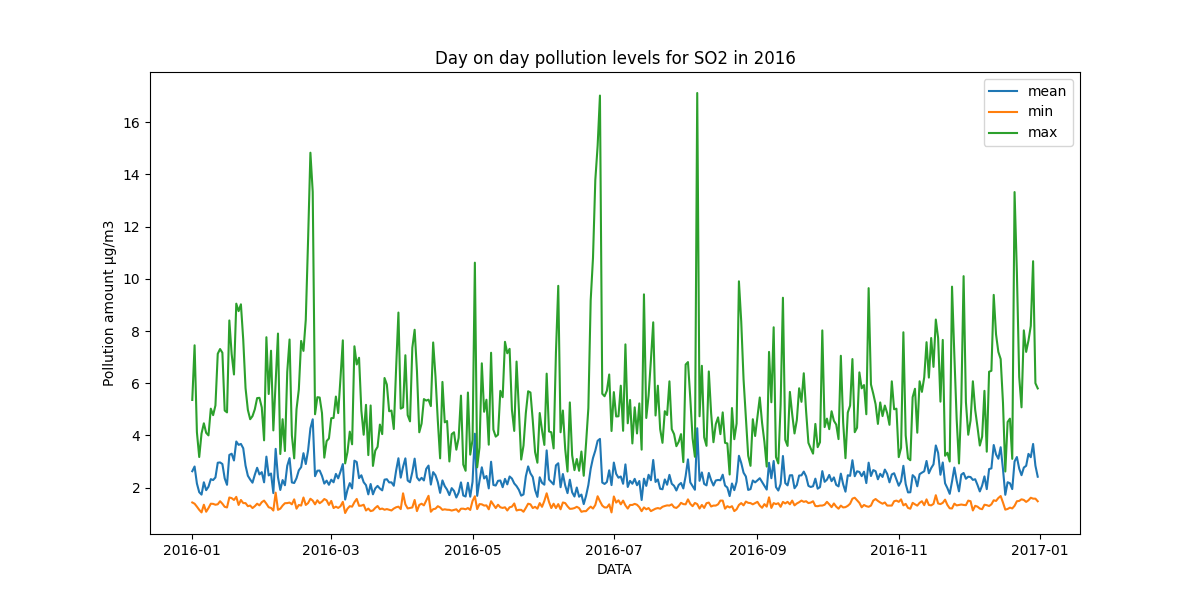 Day on day pollution levels for SO2 in 2016
mean
min
max
Pollution amount µg/m3
16
14
12
10
8
6
4
2
2016-01
2016-03
2016-05
2016-07
2016-09
2016-11
2017-01
DATA